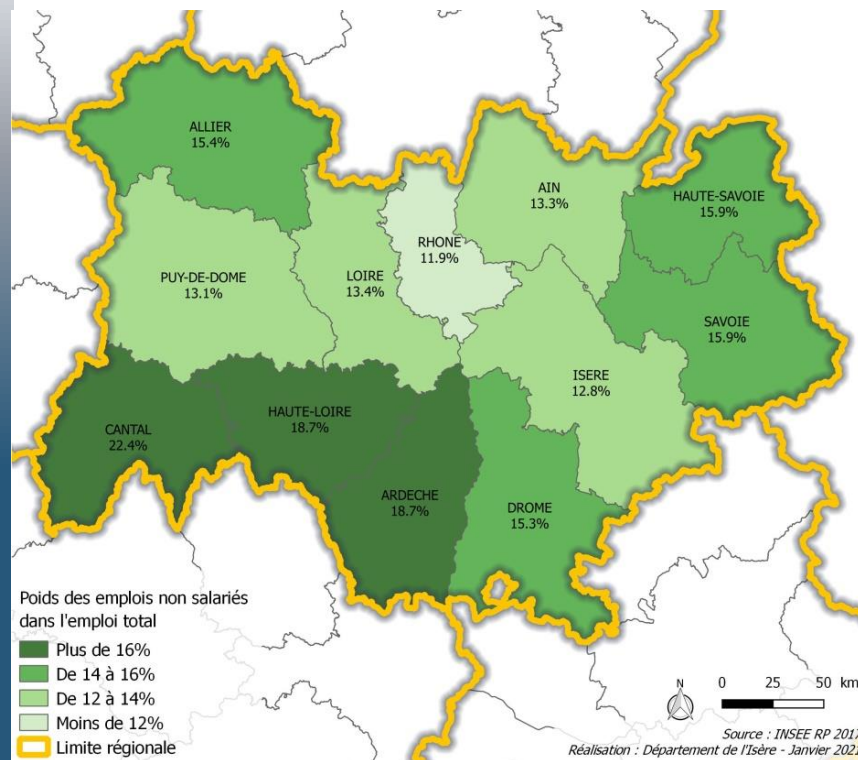 ALLIER
15.4%
AIN
13.3%
HAUTE-SAVOIE
15.9%
RHONE
11.9%
PUY-DE-DOME
13.1%
LOIRE
13.4%
SAVOIE
15.9%
ISERE
12.8%
HAUTE-LOIRE
18.7%
CANTAL
22.4%
ARDECHE
18.7%
DROME
15.3%
Poids des emplois non salariés
dans l'emploi total
Plus de 16%
De 14 à 16%
De 12 à 14%
Moins de 12%
Limite régionale
N
0 25 50 km
Source : INSEE RP 2017
Réalisation : Département de l'Isère - Janvier 2021